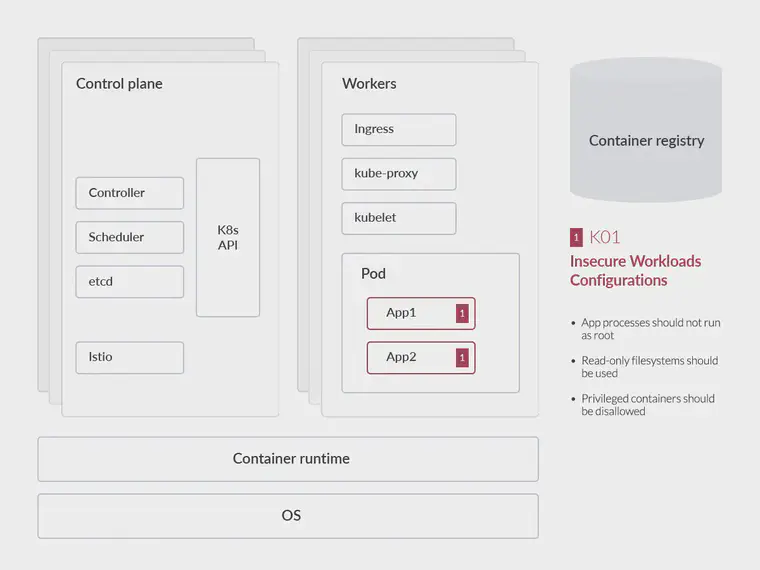 Control plane
Controller
Scheduler
etcd
Istio
K8s
API
Workers
Ingress
kube-proxy
kubelet
Pod
App1
1
App2
1
Container registry
1 K01
Insecure Workloads
Configurations
• App processes should not run
as root
• Read-only filesystems should
be used
• Privileged containers should
be disallowed
Container runtime
OS